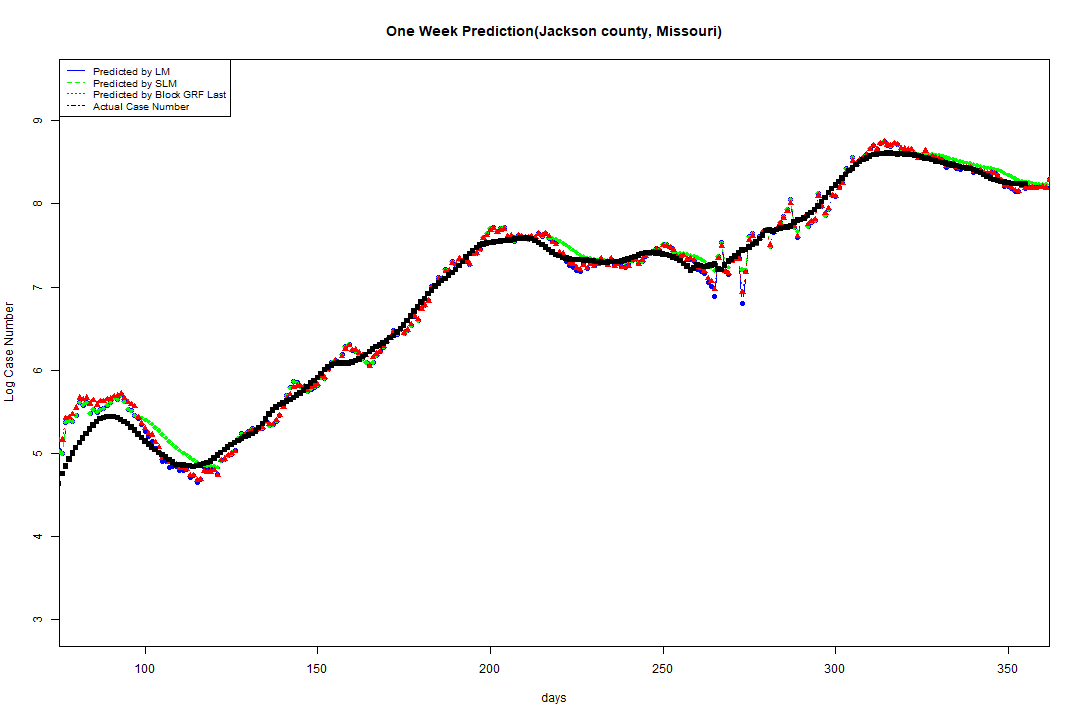 One Week Prediction(Jackson county, Missouri)
Predicted by LM
Predicted by SLM
Predicted by Block GRF Last
Actual Case Number
9
8
7
6
5
4
3
Log Case Number
100 150 200 250 300 350
days